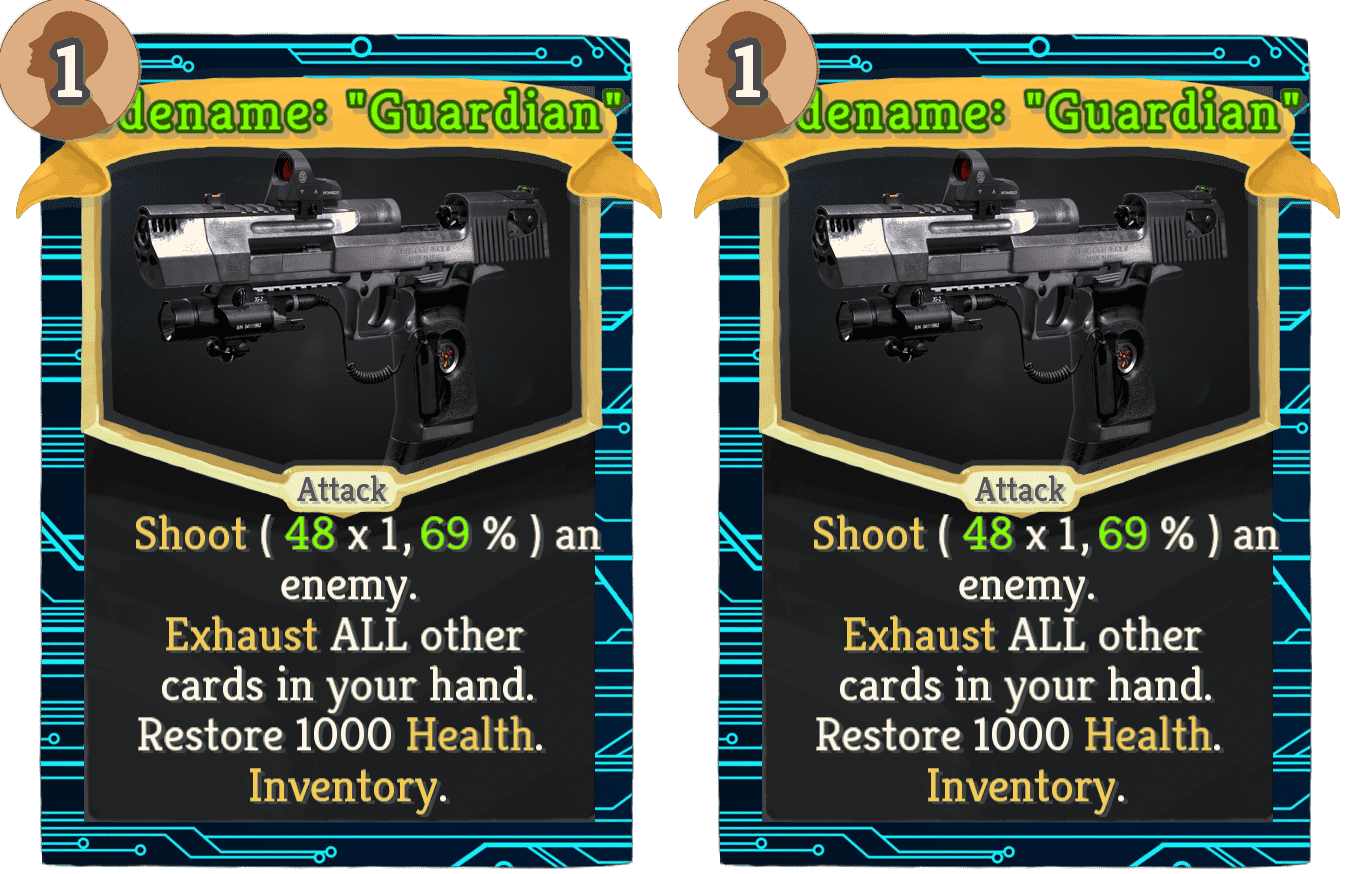 1
dename: "Guardian"
Attack
Shoot ( 48 x 1, 69 % ) an
enemy.
Exhaust ALL other
cards in your hand.
Restore 1000 Health.
Inventory.
1
dename: "Guardian"
Attack
Shoot ( 48 x 1, 69 % ) an
enemy.
Exhaust ALL other
cards in your hand.
Restore 1000 Health.
Inventory.